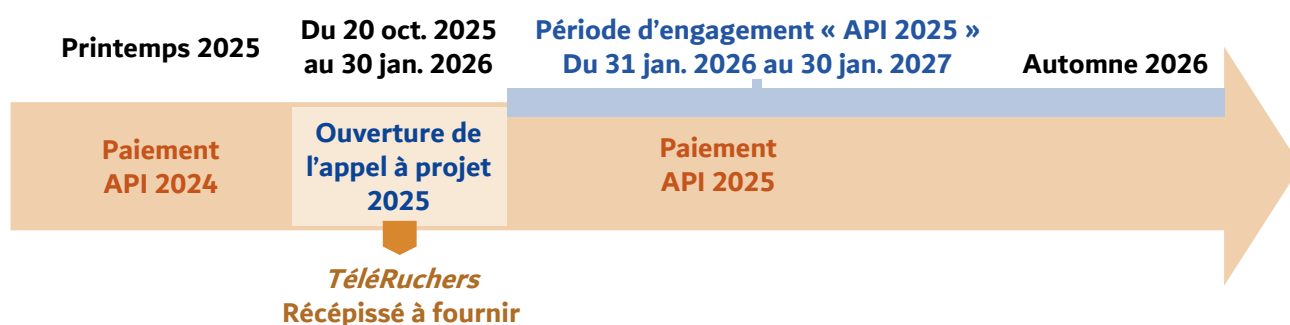 Printemps 2025
Du 20 oct. 2025
au 30 jan. 2026
Période d'engagement « API 2025 »
Du 31 jan. 2026 au 30 jan. 2027
Automne 2026
Paiement
API 2024
Ouverture de
l'appel à projet
2025
Paiement
API 2025
TéléRuchers
Récépissé à fournir